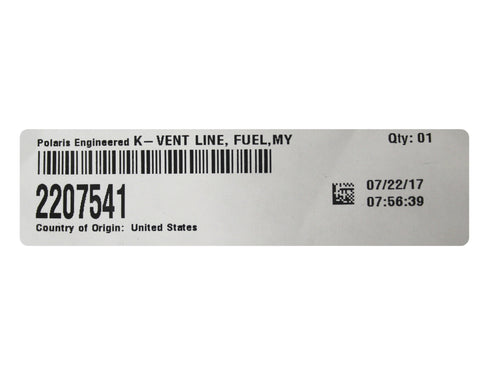 Polaris Engineered K-VENT LINE, FUEL,MY Qty: 01
2207541
07/22/17
07:56:39
Country of Origin: United States